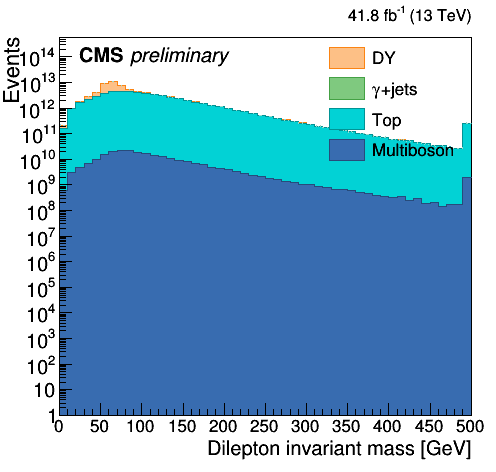 41.8 fb⁻¹ (13 TeV)
Events
CMS preliminary
DY
γ+jets
Top
Multiboson
10¹⁴
10¹³
10¹²
10¹¹
10¹⁰
10⁹
10⁸
10⁷
10⁶
10⁵
10⁴
10³
10²
10
1
0 50 100 150 200 250 300 350 400 450 500
Dilepton invariant mass [GeV]